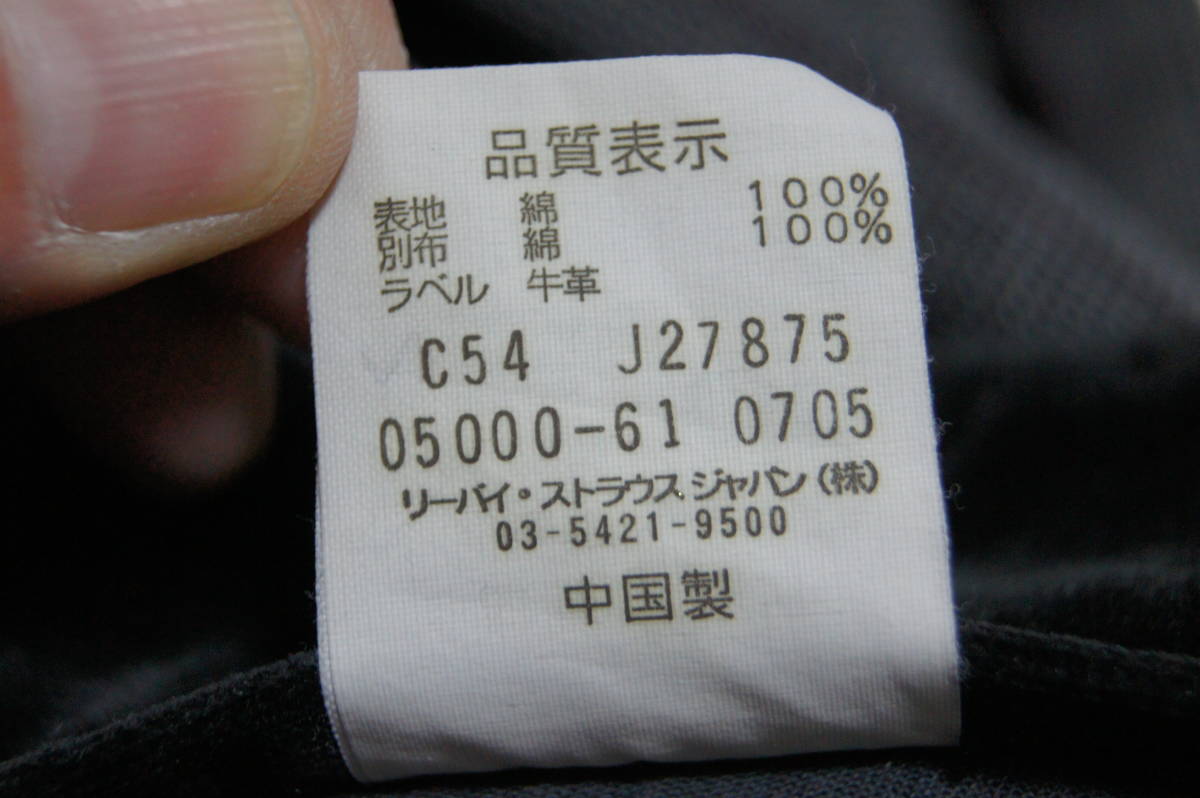 品質表示
表地 綿 100%
別布 綿 100%
ラベル 牛革
C54 J27875
05000-61 0705
リーバイ・ストラウス ジャパン(株)
03-5421-9500
中国製